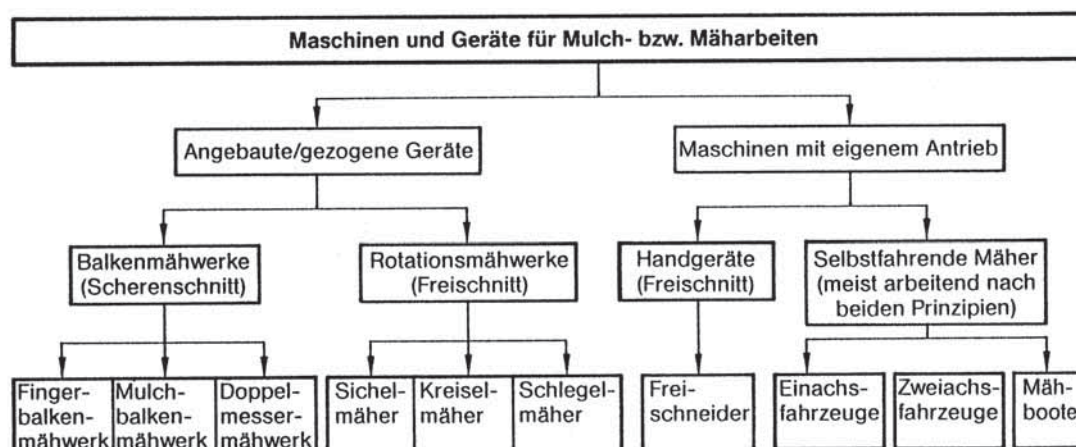 Maschinen und Geräte für Mulch- bzw. Mäharbeiten
Angebaute/gezogene Geräte
Maschinen mit eigenem Antrieb
Balkenmähwerke
(Scherenschnitt)
Rotationsmähwerke
(Freischnitt)
Handgeräte
(Freischnitt)
Selbstfahrende Mäher
(meist arbeitend nach
beiden Prinzipien)
Finger-
balken-
mähwerk
Mulch-
balken-
mähwerk
Doppel-
messer-
mähwerk
Sichel-
mäher
Kreisel-
mäher
Schlegel-
mäher
Frei-
schneider
Einachs-
fahrzeuge
Zweiachs-
fahrzeuge
Mäh-
boote